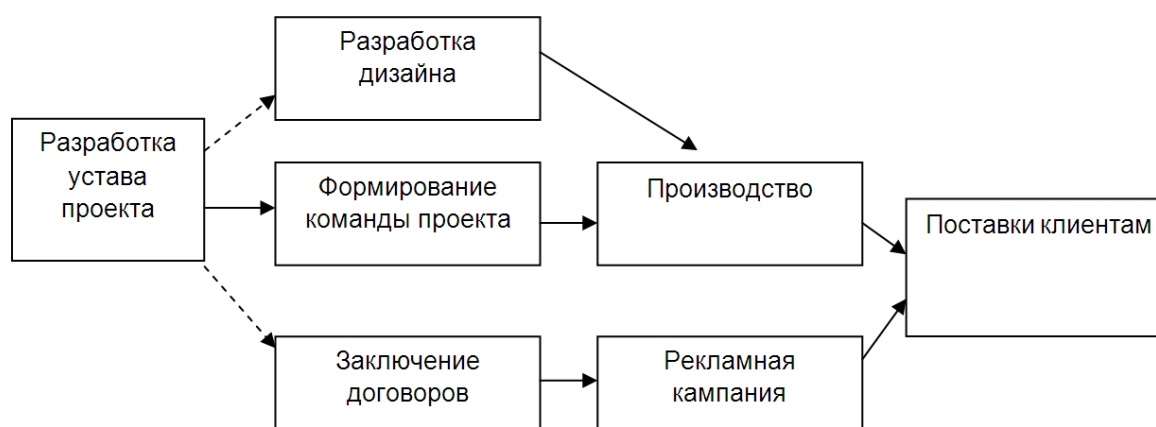 Разработка
дизайна
Разработка
устава
проекта
Формирование
команды проекта
Производство
Поставки клиентам
Заключение
договоров
Рекламная
кампания